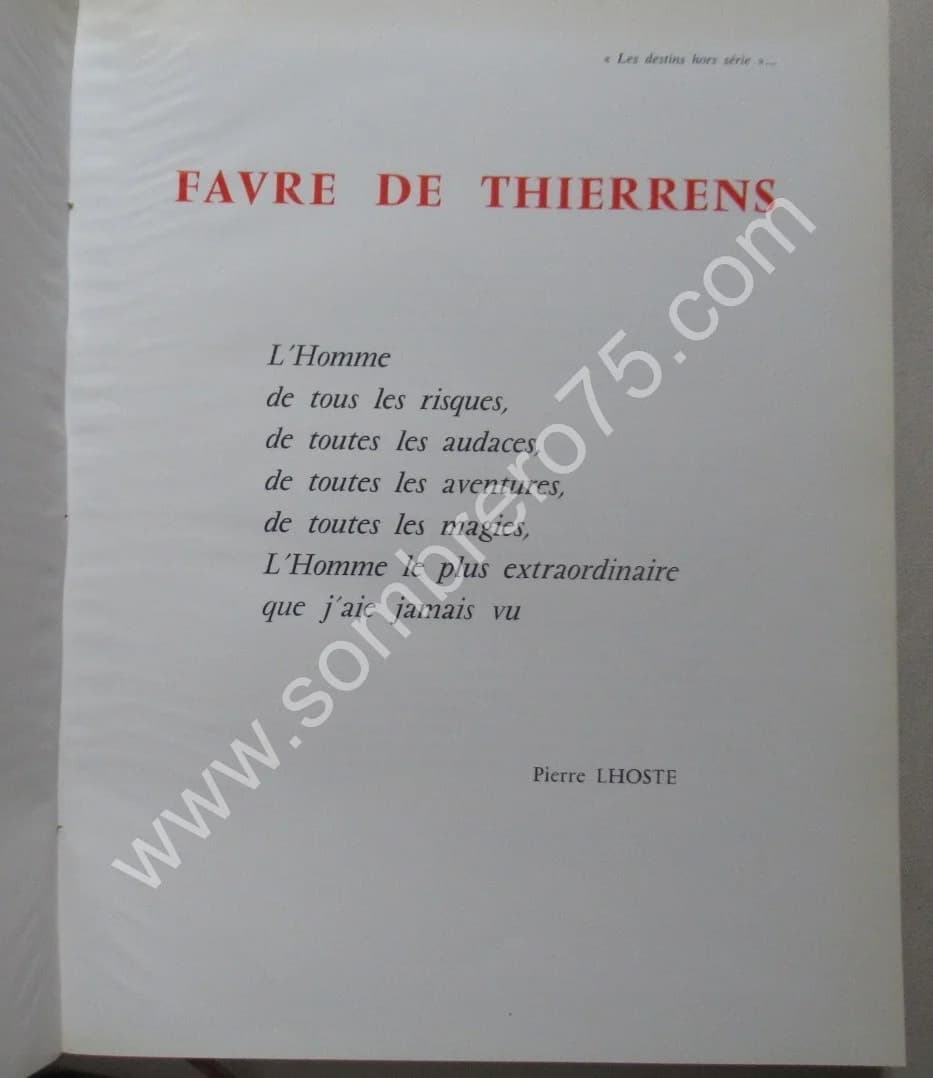 « Les destins hors série »...
FAVRE DE THIERRENS
L'Homme
de tous les risques,
de toutes les audaces,
de toutes les aventures,
de toutes les magies,
L'Homme le plus extraordinaire
que j'aie jamais vu
Pierre LHOSTE
www.sombrero75.com